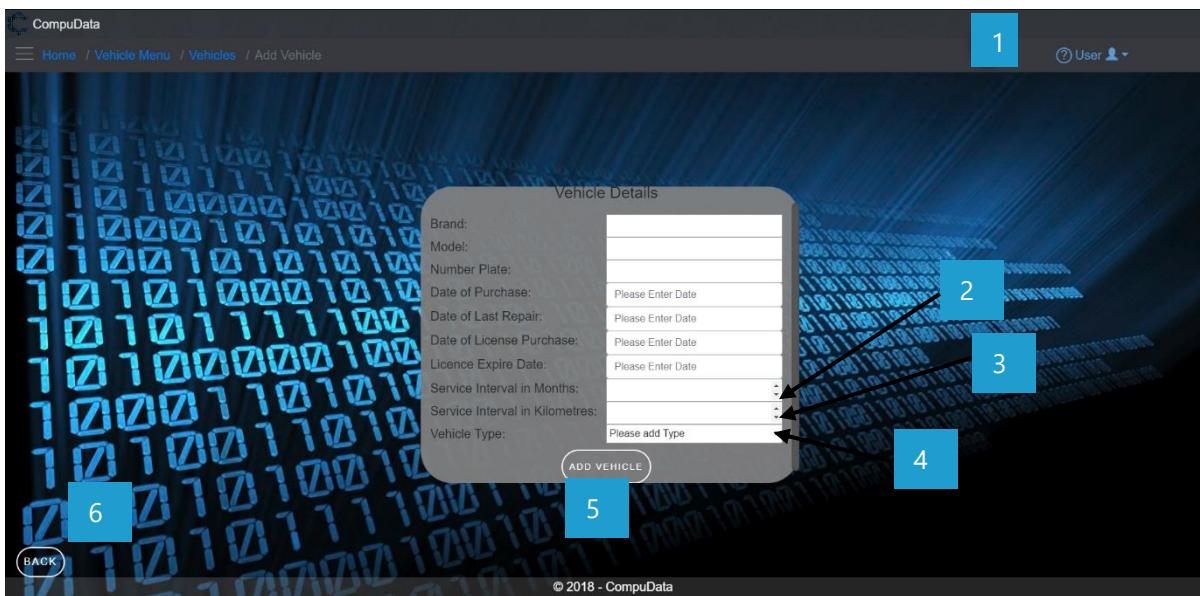 CompuData
Home / Vehicle Menu / Vehicles / Add Vehicle
1
User
Vehicle Details
Brand:
Model:
Number Plate:
Date of Purchase: Please Enter Date
2
Date of Last Repair: Please Enter Date
Date of License Purchase: Please Enter Date
Licence Expire Date: Please Enter Date
3
Service Interval in Months:
Service Interval in Kilometres:
Vehicle Type: Please add Type
4
ADD VEHICLE
5
6
BACK
© 2018 - CompuData